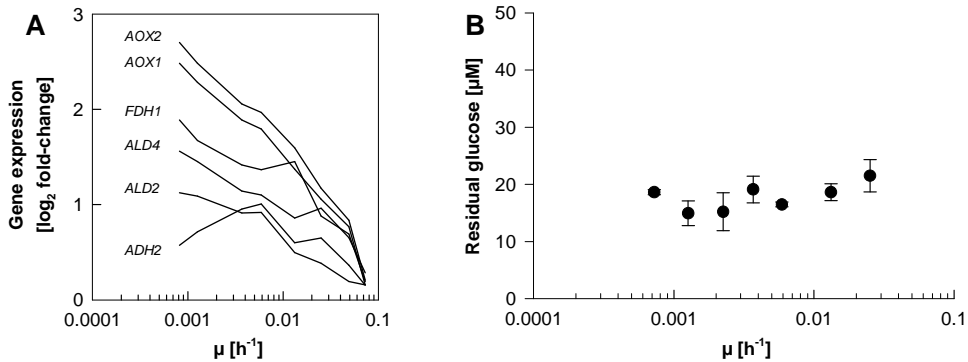 A
Gene expression
[log2 fold-change]
3
2
1
0
AOX2
AOX1
FDH1
ALD4
ALD2
ADH2
0.0001
0.001
0.01
0.1
µ [h-1]
B
Residual glucose [µM]
50
40
30
20
10
0
0.0001
0.001
0.01
0.1
µ [h-1]